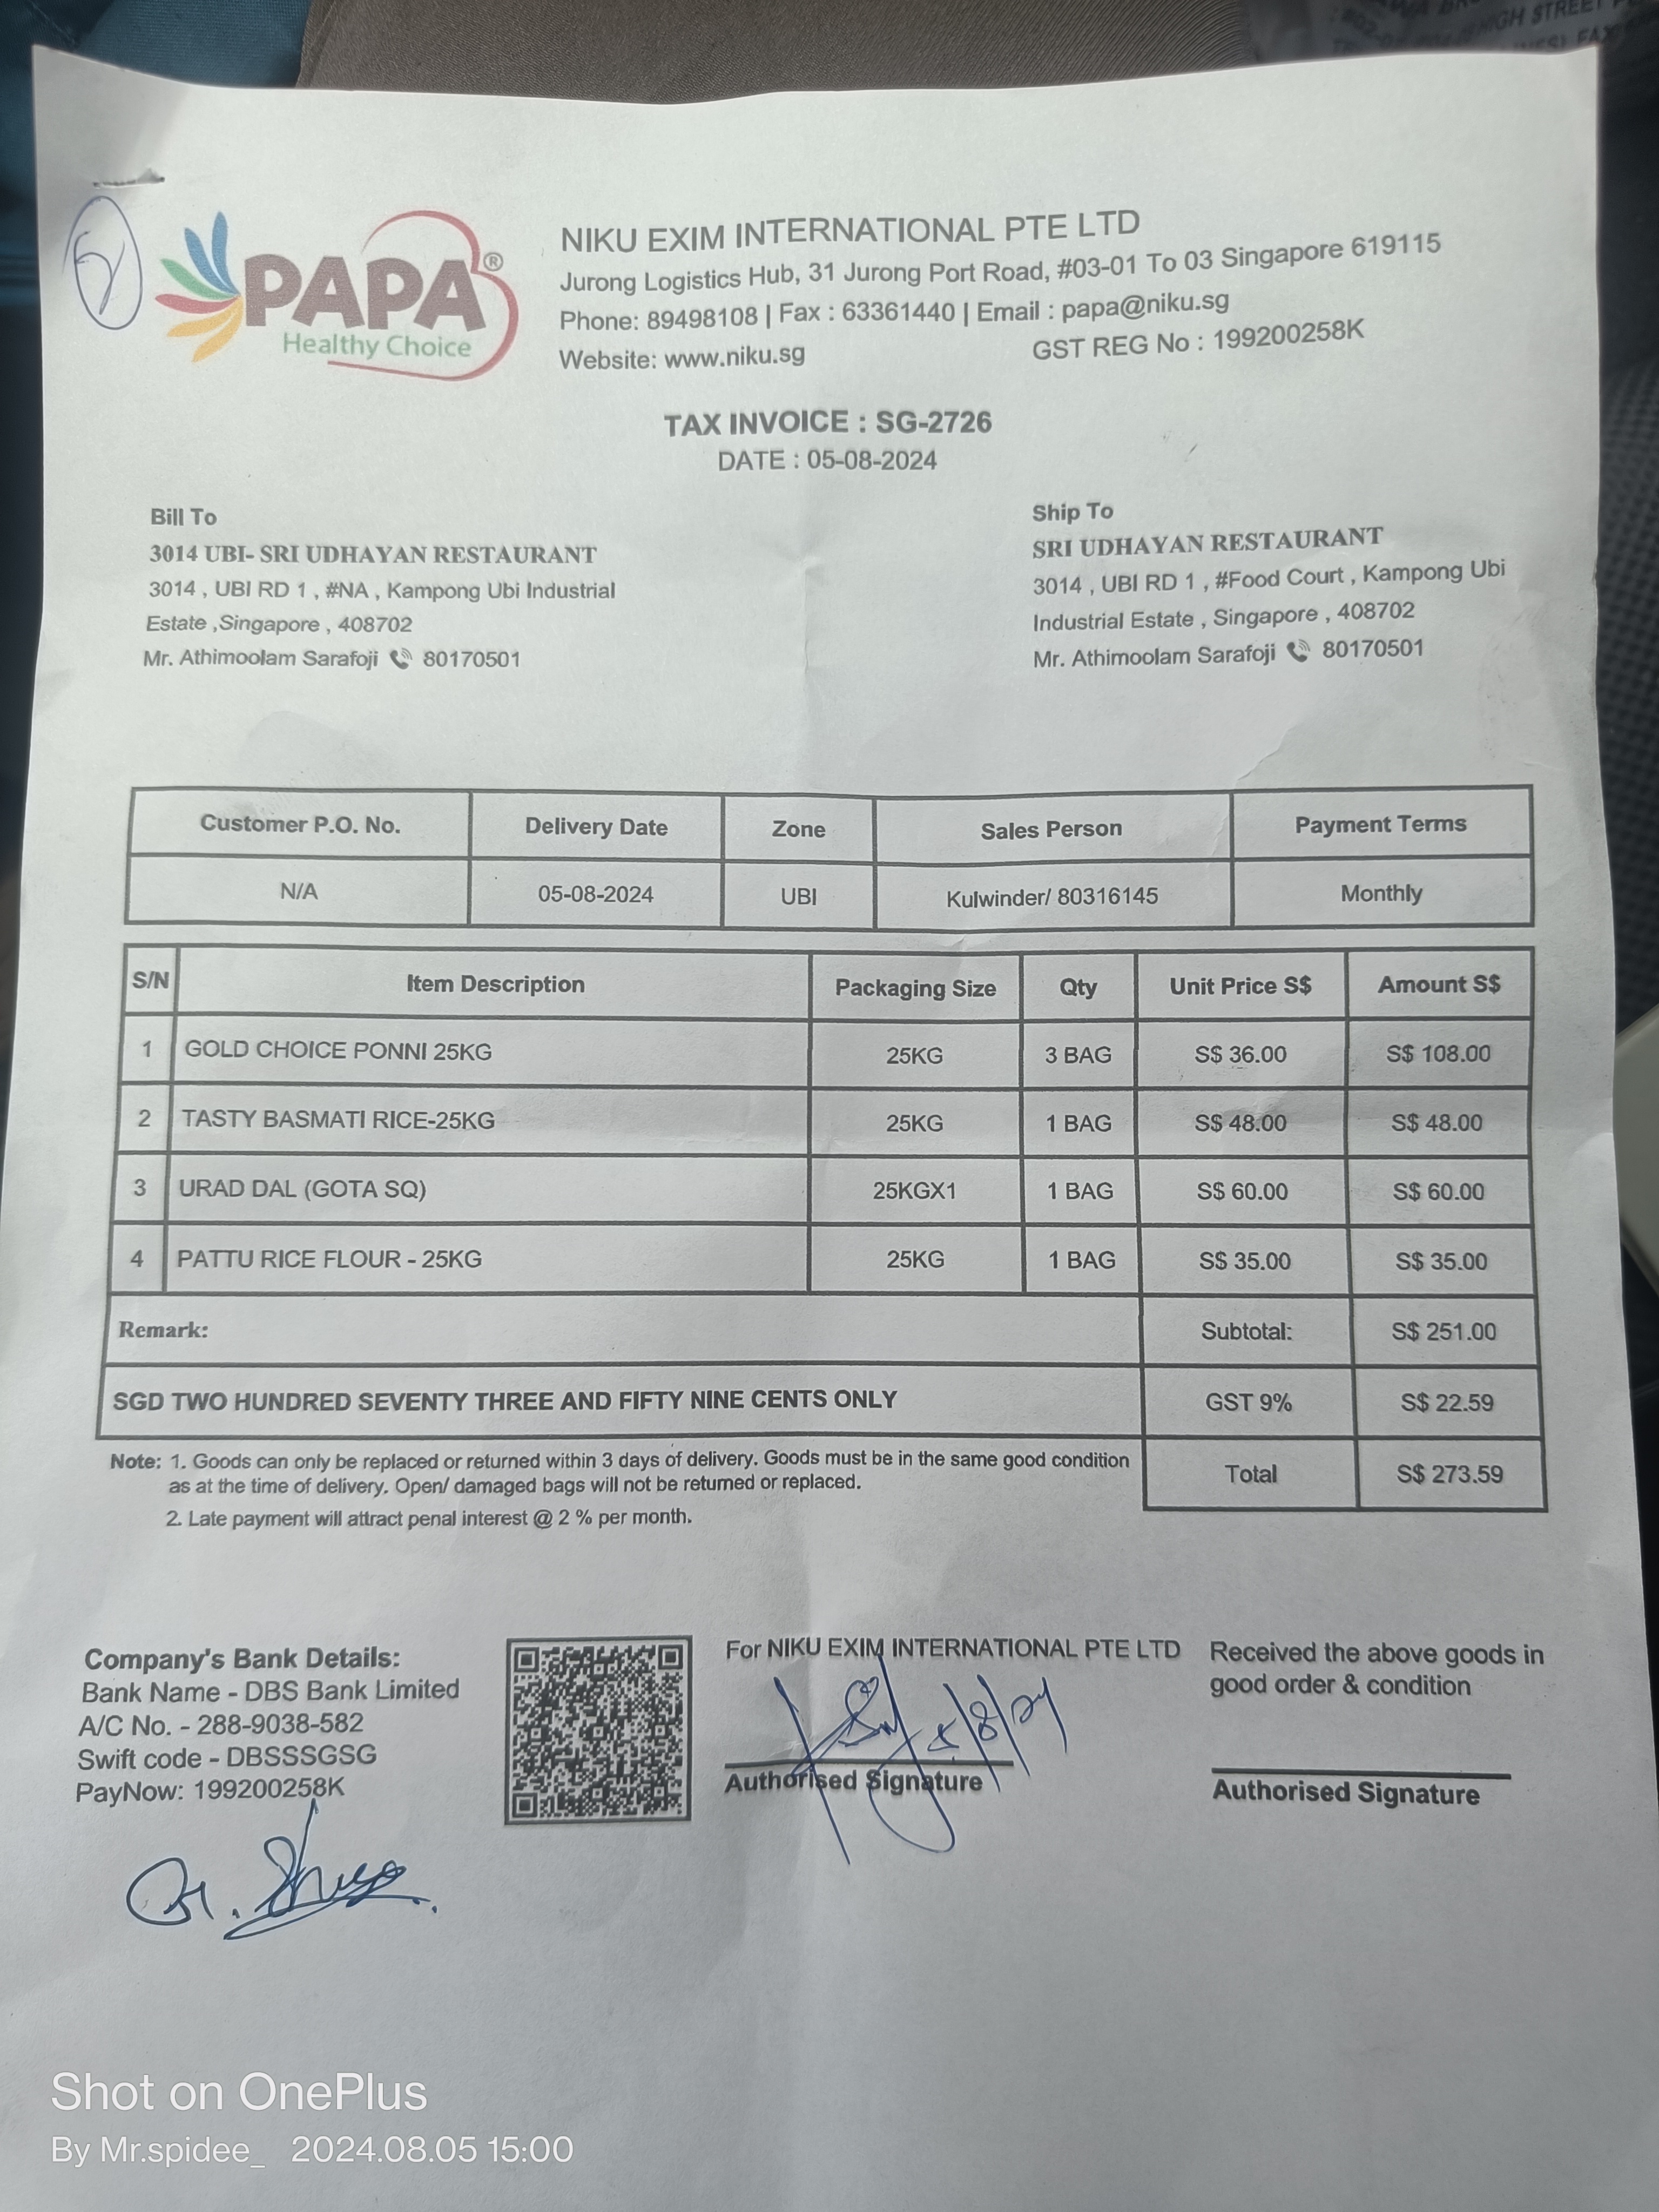 PAPA®
Healthy Choice
NIKU EXIM INTERNATIONAL PTE LTD
Jurong Logistics Hub, 31 Jurong Port Road, #03-01 To 03 Singapore 619115
Phone: 89498108 | Fax : 63361440 | Email : papa@niku.sg
Website: www.niku.sg GST REG No : 199200258K
TAX INVOICE : SG-2726
DATE : 05-08-2024
Bill To
3014 UBI- SRI UDHAYAN RESTAURANT
3014 , UBI RD 1 , #NA , Kampong Ubi Industrial
Estate ,Singapore , 408702
Mr. Athimoolam Sarafoji 80170501
Ship To
SRI UDHAYAN RESTAURANT
3014 , UBI RD 1 , #Food Court , Kampong Ubi
Industrial Estate , Singapore , 408702
Mr. Athimoolam Sarafoji 80170501
Customer P.O. No. Delivery Date Zone Sales Person Payment Terms
N/A 05-08-2024 UBI Kulwinder/ 80316145 Monthly
S/N Item Description Packaging Size Qty Unit Price S$ Amount S$
1 GOLD CHOICE PONNI 25KG 25KG 3 BAG S$ 36.00 S$ 108.00
2 TASTY BASMATI RICE-25KG 25KG 1 BAG S$ 48.00 S$ 48.00
3 URAD DAL (GOTA SQ) 25KGX1 1 BAG S$ 60.00 S$ 60.00
4 PATTU RICE FLOUR - 25KG 25KG 1 BAG S$ 35.00 S$ 35.00
Remark: Subtotal: S$ 251.00
SGD TWO HUNDRED SEVENTY THREE AND FIFTY NINE CENTS ONLY GST 9% S$ 22.59
Total S$ 273.59
Note: 1. Goods can only be replaced or returned within 3 days of delivery. Goods must be in the same good condition
as at the time of delivery. Open/ damaged bags will not be returned or replaced.
2. Late payment will attract penal interest @ 2 % per month.
Company's Bank Details:
Bank Name - DBS Bank Limited
A/C No. - 288-9038-582
Swift code - DBSSSGSG
PayNow: 199200258K
For NIKU EXIM INTERNATIONAL PTE LTD
5/8/24
Authorised Signature
Received the above goods in
good order & condition
Authorised Signature
Shot on OnePlus
By Mr.spidee_ 2024.08.05 15:00